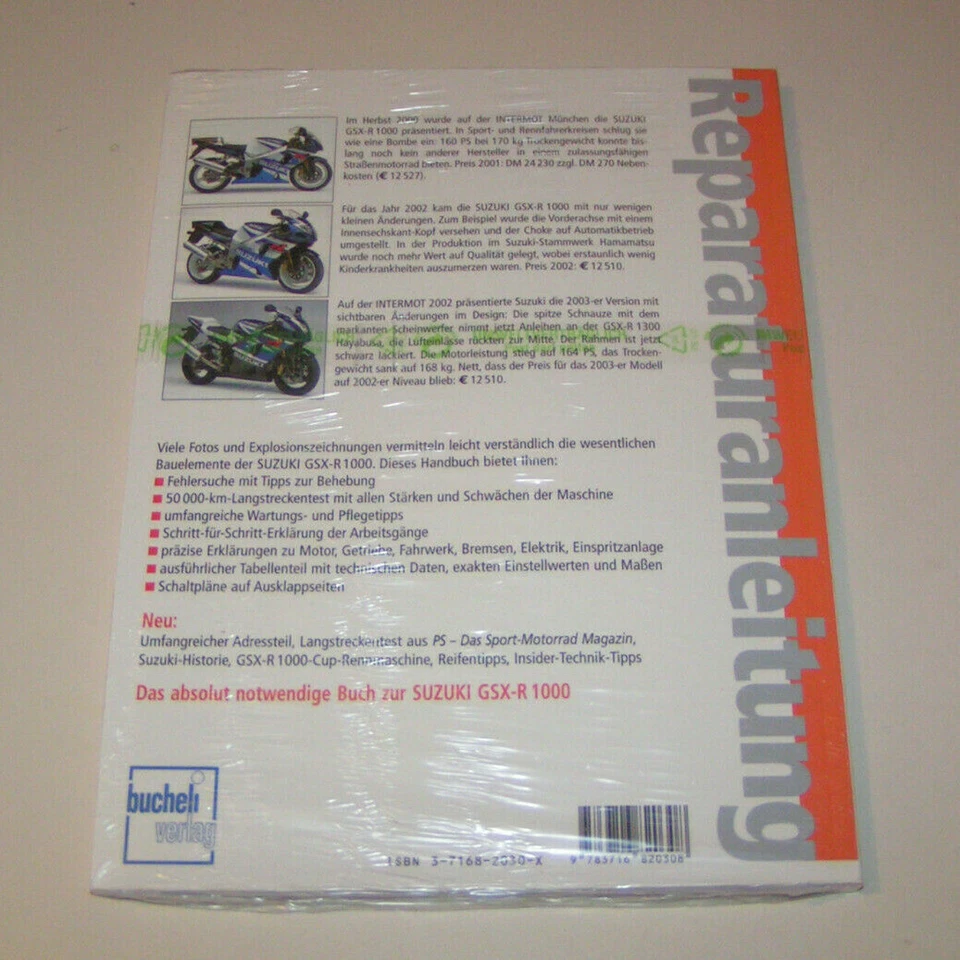 Im Herbst 2000 wurde auf der INTERMOT München die SUZUKI
GSX-R 1000 präsentiert. In Sport- und Rennfahrerkreisen schlug sie
wie eine Bombe ein: 160 PS bei 170 kg Trockengewicht konnte bis-
lang noch kein anderer Hersteller in einem zulassungsfähigen
Straßenmotorrad bieten. Preis 2001: DM 24 230 zzgl. DM 270 Neben-
kosten (€ 12 527).
Für das Jahr 2002 kam die SUZUKI GSX-R 1000 mit nur wenigen
kleinen Änderungen. Zum Beispiel wurde die Vorderachse mit einem
Innensechskant-Kopf versehen und der Choke auf Automatikbetrieb
umgestellt. In der Produktion im Suzuki-Stammwerk Hamamatsu
wurde noch mehr Wert auf Qualität gelegt, wobei erstaunlich wenig
Kinderkrankheiten auszumerzen waren. Preis 2002: € 12 510.
Auf der INTERMOT 2002 präsentierte Suzuki die 2003-er Version mit
sichtbaren Änderungen im Design: Die spitze Schnauze mit dem
markanten Scheinwerfer nimmt jetzt Anleihen an der GSX-R 1300
Hayabusa, die Lufteinlässe rückten zur Mitte. Der Rahmen ist jetzt
schwarz lackiert. Die Motorleistung stieg auf 164 PS, das Trocken-
gewicht sank auf 168 kg. Nett, dass der Preis für das 2003-er Modell
auf 2002-er Niveau blieb: € 12 510.
Viele Fotos und Explosionszeichnungen vermitteln leicht verständlich die wesentlichen
Bauelemente der SUZUKI GSX-R 1000. Dieses Handbuch bietet Ihnen:
■ Fehlersuche mit Tipps zur Behebung
■ 50 000-km-Langstreckentest mit allen Stärken und Schwächen der Maschine
■ umfangreiche Wartungs- und Pflegetipps
■ Schritt-für-Schritt-Erklärung der Arbeitsgänge
■ präzise Erklärungen zu Motor, Getriebe, Fahrwerk, Bremsen, Elektrik, Einspritzanlage
■ ausführlicher Tabellenteil mit technischen Daten, exakten Einstellwerten und Maßen
■ Schaltpläne auf Ausklappseiten
Neu:
Umfangreicher Adressteil, Langstreckentest aus PS – Das Sport-Motorrad Magazin,
Suzuki-Historie, GSX-R 1000-Cup-Rennmaschine, Reifentipps, Insider-Technik-Tipps
Das absolut notwendige Buch zur SUZUKI GSX-R 1000
bucheli
verlag
ISBN 3-7168-2030-X
9 783716 820308
Reparaturanleitung
SUZUKI